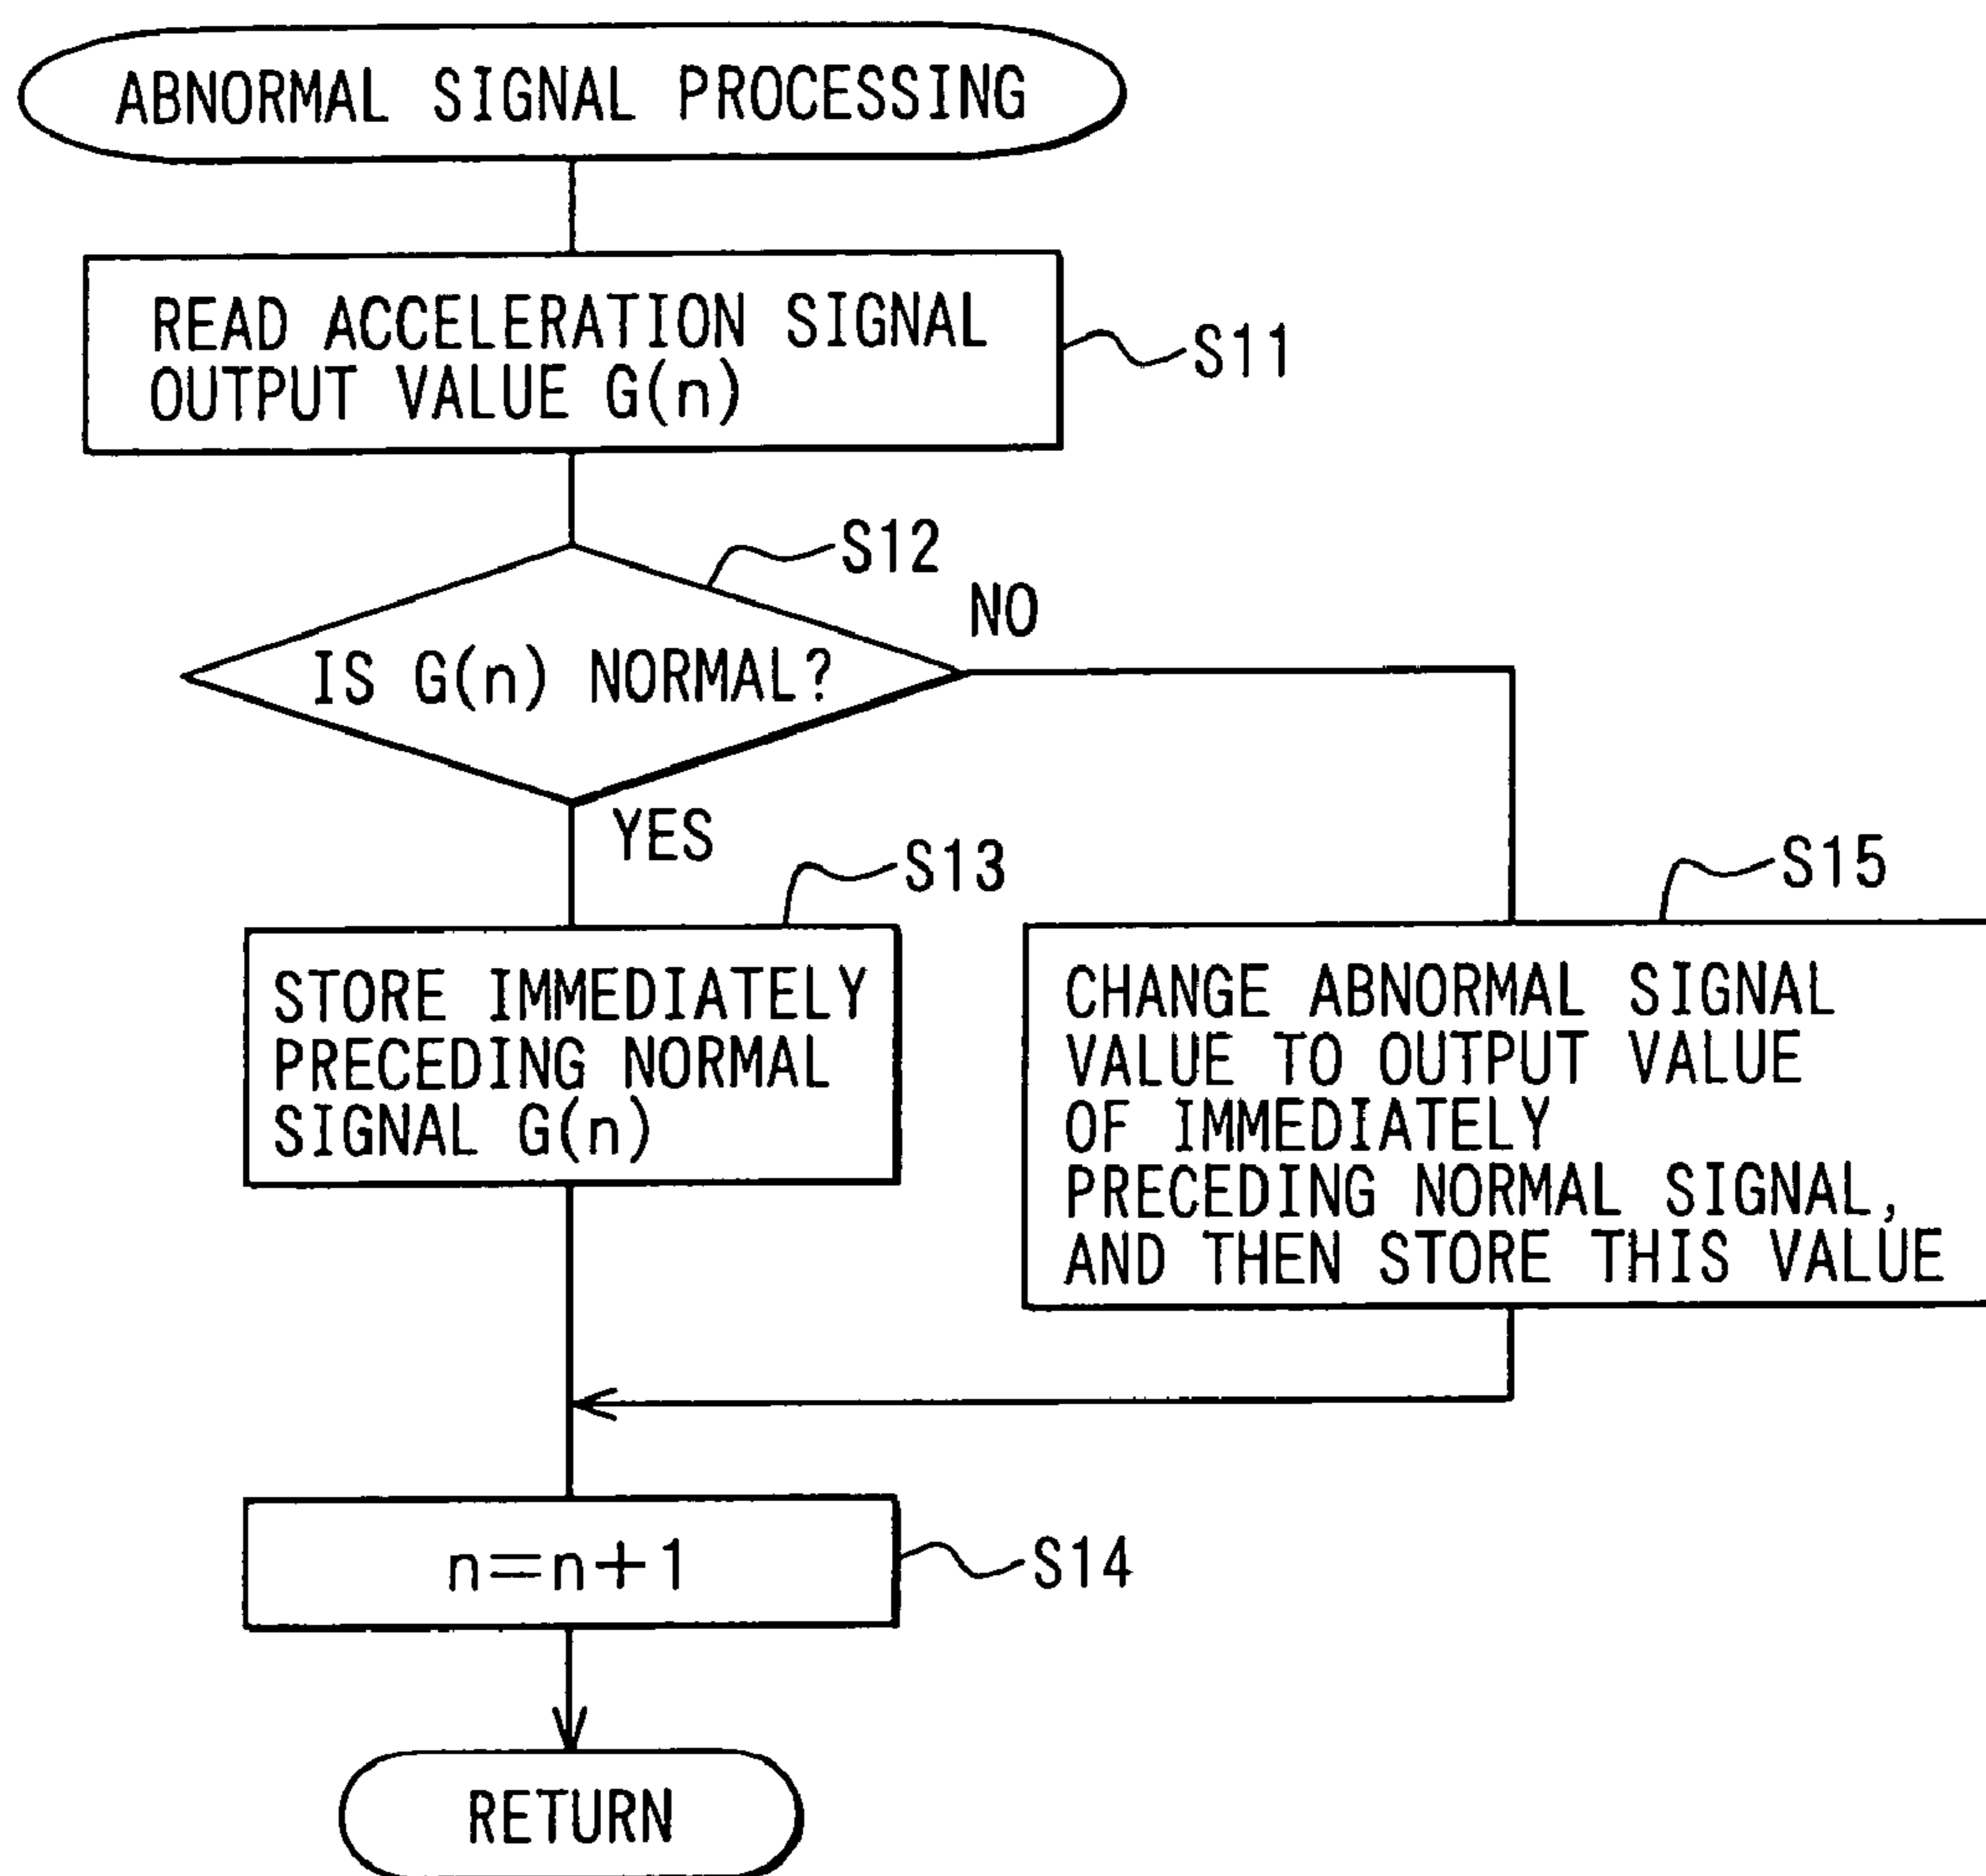 ABNORMAL SIGNAL PROCESSING
READ ACCELERATION SIGNAL
OUTPUT VALUE G(n)
S11
S12
NO
IS G(n) NORMAL?
YES
S13
STORE IMMEDIATELY
PRECEDING NORMAL
SIGNAL G(n)
S15
CHANGE ABNORMAL SIGNAL
VALUE TO OUTPUT VALUE
OF IMMEDIATELY
PRECEDING NORMAL SIGNAL,
AND THEN STORE THIS VALUE
n=n+1
S14
RETURN